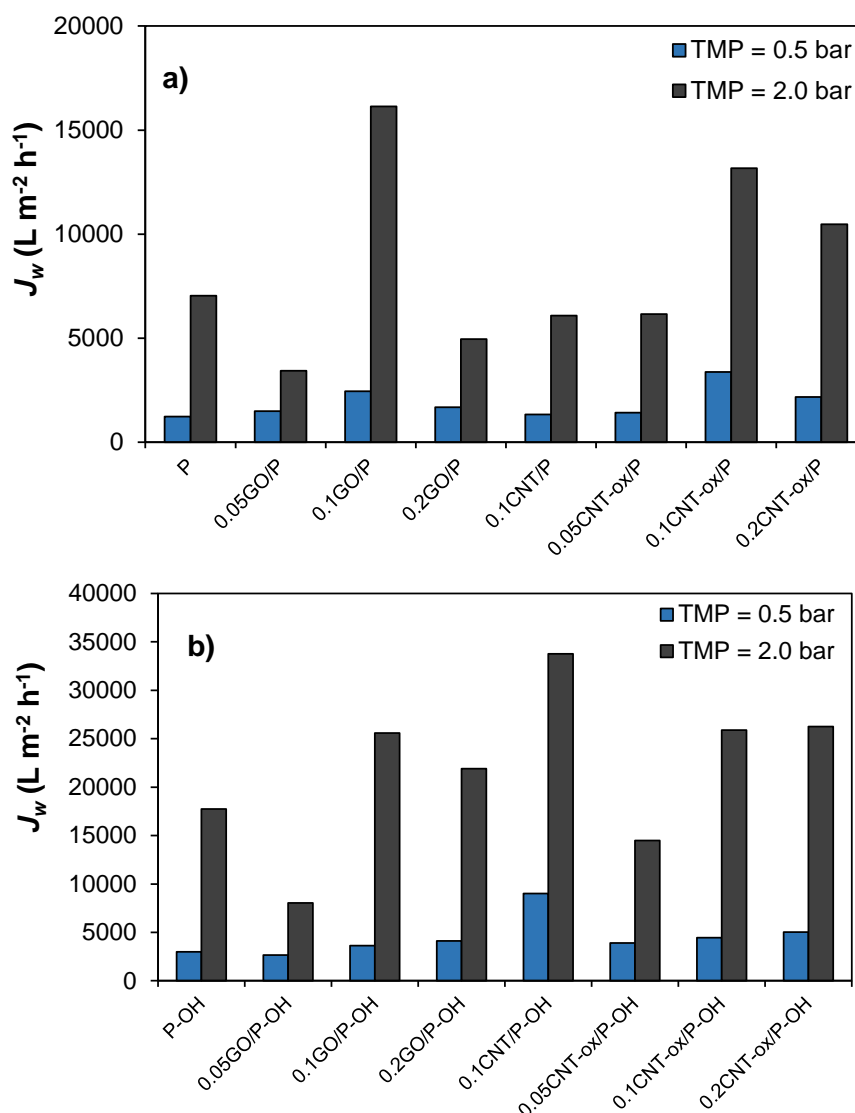 20000
15000
10000
5000
0
J_w (L m⁻² h⁻¹)
a)
TMP = 0.5 bar
TMP = 2.0 bar
P
0.05GO/P
0.1GO/P
0.2GO/P
0.1CNT/P
0.05CNT-ox/P
0.1CNT-ox/P
0.2CNT-ox/P
40000
35000
30000
25000
20000
15000
10000
5000
0
J_w (L m⁻² h⁻¹)
b)
TMP = 0.5 bar
TMP = 2.0 bar
P-OH
0.05GO/P-OH
0.1GO/P-OH
0.2GO/P-OH
0.1CNT/P-OH
0.05CNT-ox/P-OH
0.1CNT-ox/P-OH
0.2CNT-ox/P-OH